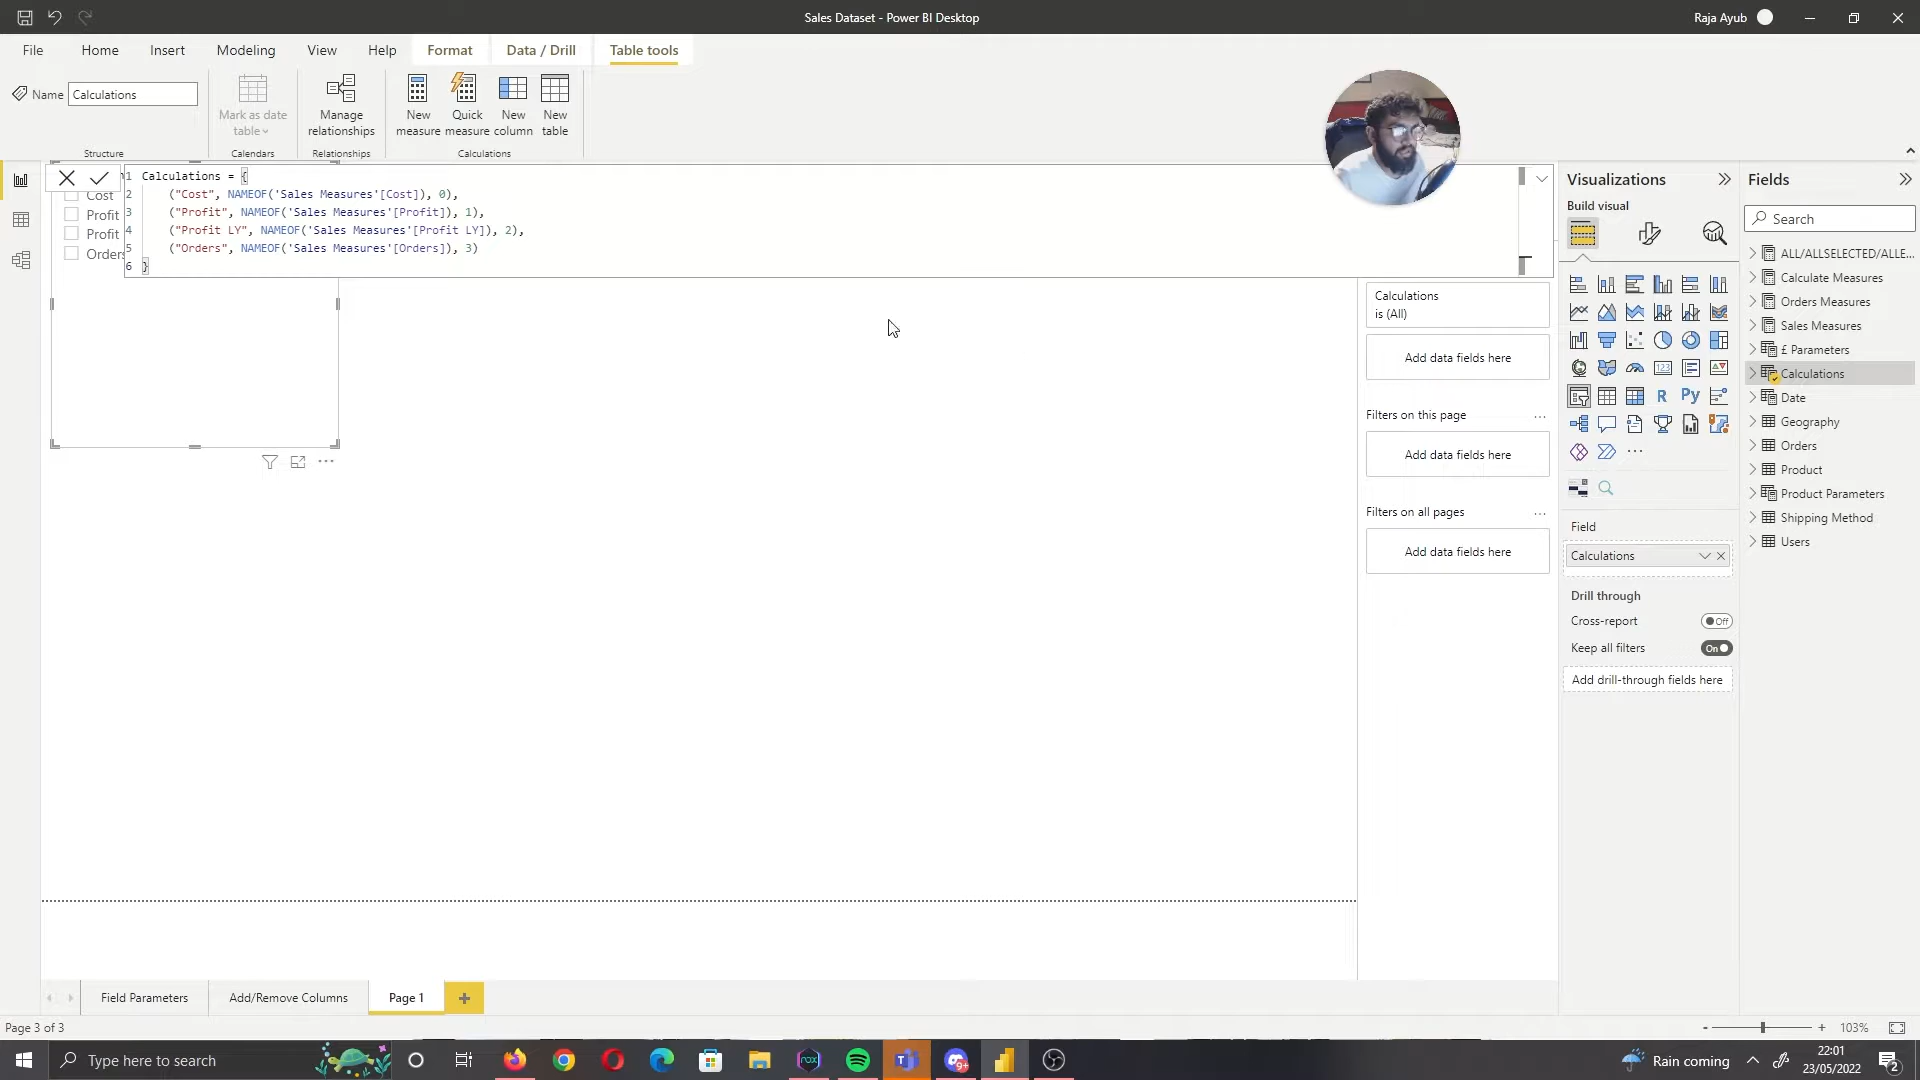 Sales Dataset - Power BI Desktop
Raja Ayub
File
Home
Insert
Modeling
View
Help
Format
Data / Drill
Table tools
Name
Calculations
Mark as date
table
Manage
relationships
New
measure
Quick
measure
New
column
New
table
Structure
Calendars
Relationships
Calculations
1 Calculations = {
2 ("Cost", NAMEOF('Sales Measures'[Cost]), 0),
3 ("Profit", NAMEOF('Sales Measures'[Profit]), 1),
4 ("Profit LY", NAMEOF('Sales Measures'[Profit LY]), 2),
5 ("Orders", NAMEOF('Sales Measures'[Orders]), 3)
6 }
Cost
Profit
Profit
Orders
Calculations
is (All)
Add data fields here
Filters on this page
Add data fields here
Filters on all pages
Add data fields here
Visualizations
Build visual
123
R
Py
Field
Calculations
Drill through
Cross-report
Off
Keep all filters
On
Add drill-through fields here
Fields
Search
ALL/ALLSELECTED/ALLE...
Calculate Measures
Orders Measures
Sales Measures
£ Parameters
Calculations
Date
Geography
Orders
Product
Product Parameters
Shipping Method
Users
Field Parameters
Add/Remove Columns
Page 1
Page 3 of 3
- + 103%
Type here to search
Rain coming
22:01
23/05/2022
2